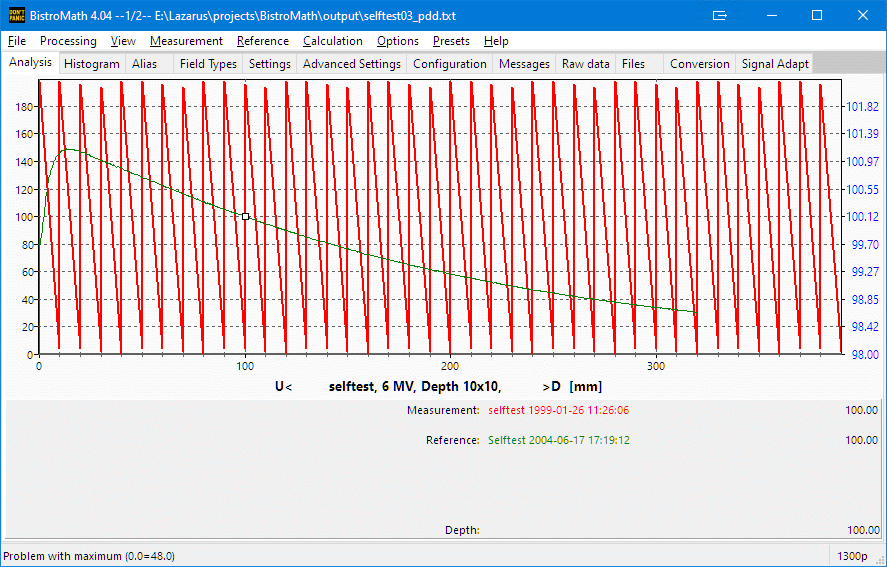 DON'T PANIC BistroMath 4.04 --1/2-- E:\Lazarus\projects\BistroMath\output\selftest03_pdd.txt
File Processing View Measurement Reference Calculation Options Presets Help
Analysis Histogram Alias Field Types Settings Advanced Settings Configuration Messages Raw data Files Conversion Signal Adapt
180 101.82
160 101.39
140 100.97
120 100.55
100 100.12
80 99.70
60 99.27
40 98.85
20 98.42
0 98.00
0 100 200 300
U< selftest, 6 MV, Depth 10x10, >D [mm]
Measurement: selftest 1999-01-26 11:26:06 100.00
Reference: Selftest 2004-06-17 17:19:12 100.00
Depth: 100.00
Problem with maximum (0.0=48.0) 1300p